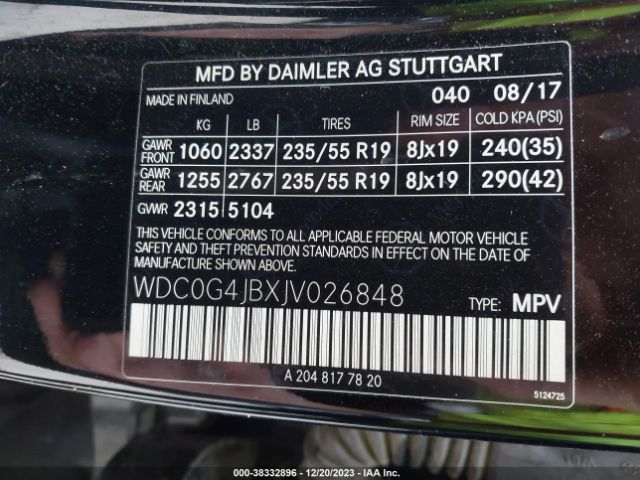 MFD BY DAIMLER AG STUTTGART
MADE IN FINLAND 040 08/17
KG LB TIRES RIM SIZE COLD KPA(PSI)
GAWR FRONT 1060 2337 235/55 R19 8Jx19 240(35)
GAWR REAR 1255 2767 235/55 R19 8Jx19 290(42)
GVWR 2315 5104
THIS VEHICLE CONFORMS TO ALL APPLICABLE FEDERAL MOTOR VEHICLE
SAFETY AND THEFT PREVENTION STANDARDS IN EFFECT ON THE DATE
OF MANUFACTURE SHOWN ABOVE.
WDC0G4JBXJV026848 TYPE: MPV
A 204 817 78 20
5124725
000-38332896 - 12/20/2023 - IAA Inc.